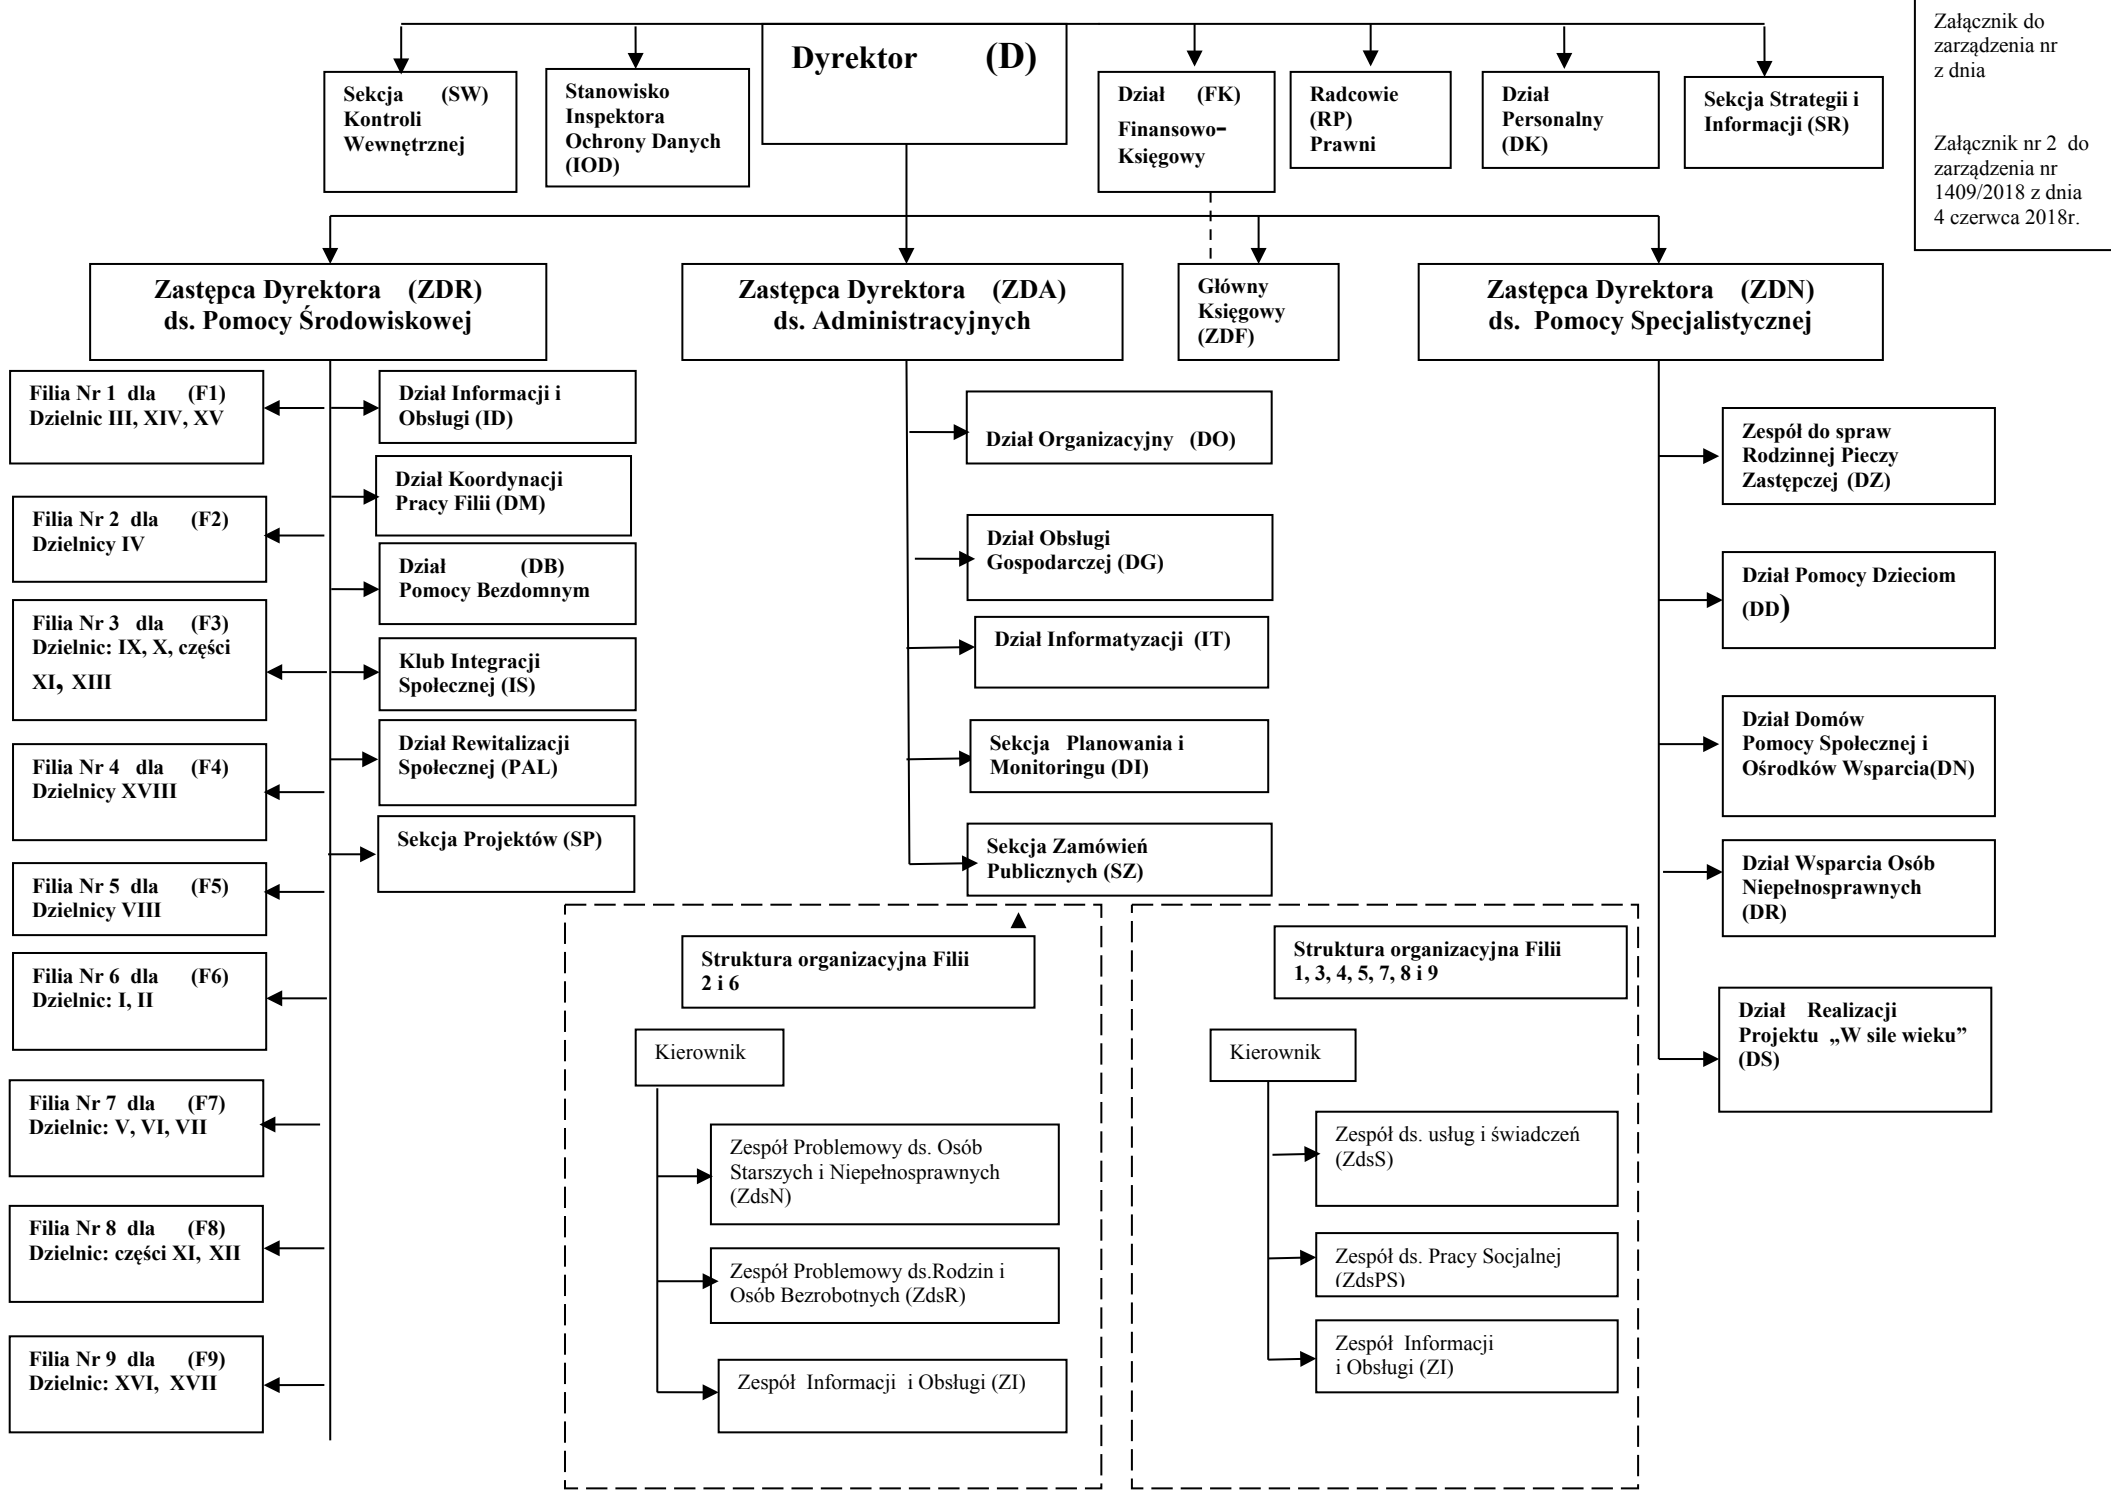 Załącznik do
zarządzenia nr
z dnia
Załącznik nr 2 do
zarządzenia nr
1409/2018 z dnia
4 czerwca 2018r.
Dyrektor (D)
Sekcja (SW)
Kontroli
Wewnętrznej
Stanowisko
Inspektora
Ochrony Danych
(IOD)
Dział (FK)
Finansowo-
Księgowy
Radcowie
(RP)
Prawni
Dział
Personalny
(DK)
Sekcja Strategii i
Informacji (SR)
Zastępca Dyrektora (ZDR)
ds. Pomocy Środowiskowej
Zastępca Dyrektora (ZDA)
ds. Administracyjnych
Główny
Księgowy
(ZDF)
Zastępca Dyrektora (ZDN)
ds. Pomocy Specjalistycznej
Filia Nr 1 dla (F1)
Dzielnic III, XIV, XV
Filia Nr 2 dla (F2)
Dzielnicy IV
Filia Nr 3 dla (F3)
Dzielnic: IX, X, części
XI, XIII
Filia Nr 4 dla (F4)
Dzielnicy XVIII
Filia Nr 5 dla (F5)
Dzielnicy VIII
Filia Nr 6 dla (F6)
Dzielnic: I, II
Filia Nr 7 dla (F7)
Dzielnic: V, VI, VII
Filia Nr 8 dla (F8)
Dzielnic: części XI, XII
Filia Nr 9 dla (F9)
Dzielnic: XVI, XVII
Dział Informacji i
Obsługi (ID)
Dział Koordynacji
Pracy Filii (DM)
Dział (DB)
Pomocy Bezdomnym
Klub Integracji
Społecznej (IS)
Dział Rewitalizacji
Społecznej (PAL)
Sekcja Projektów (SP)
Dział Organizacyjny (DO)
Dział Obsługi
Gospodarczej (DG)
Dział Informatyzacji (IT)
Sekcja Planowania i
Monitoringu (DI)
Sekcja Zamówień
Publicznych (SZ)
Zespół do spraw
Rodzinnej Pieczy
Zastępczej (DZ)
Dział Pomocy Dzieciom
(DD)
Dział Domów
Pomocy Społecznej i
Ośrodków Wsparcia(DN)
Dział Wsparcia Osób
Niepełnosprawnych
(DR)
Dział Realizacji
Projektu „W sile wieku”
(DS)
Struktura organizacyjna Filii
2 i 6
Kierownik
Zespół Problemowy ds. Osób
Starszych i Niepełnosprawnych
(ZdsN)
Zespół Problemowy ds.Rodzin i
Osób Bezrobotnych (ZdsR)
Zespół Informacji i Obsługi (ZI)
Struktura organizacyjna Filii
1, 3, 4, 5, 7, 8 i 9
Kierownik
Zespół ds. usług i świadczeń
(ZdsS)
Zespół ds. Pracy Socjalnej
(ZdsPS)
Zespół Informacji
i Obsługi (ZI)